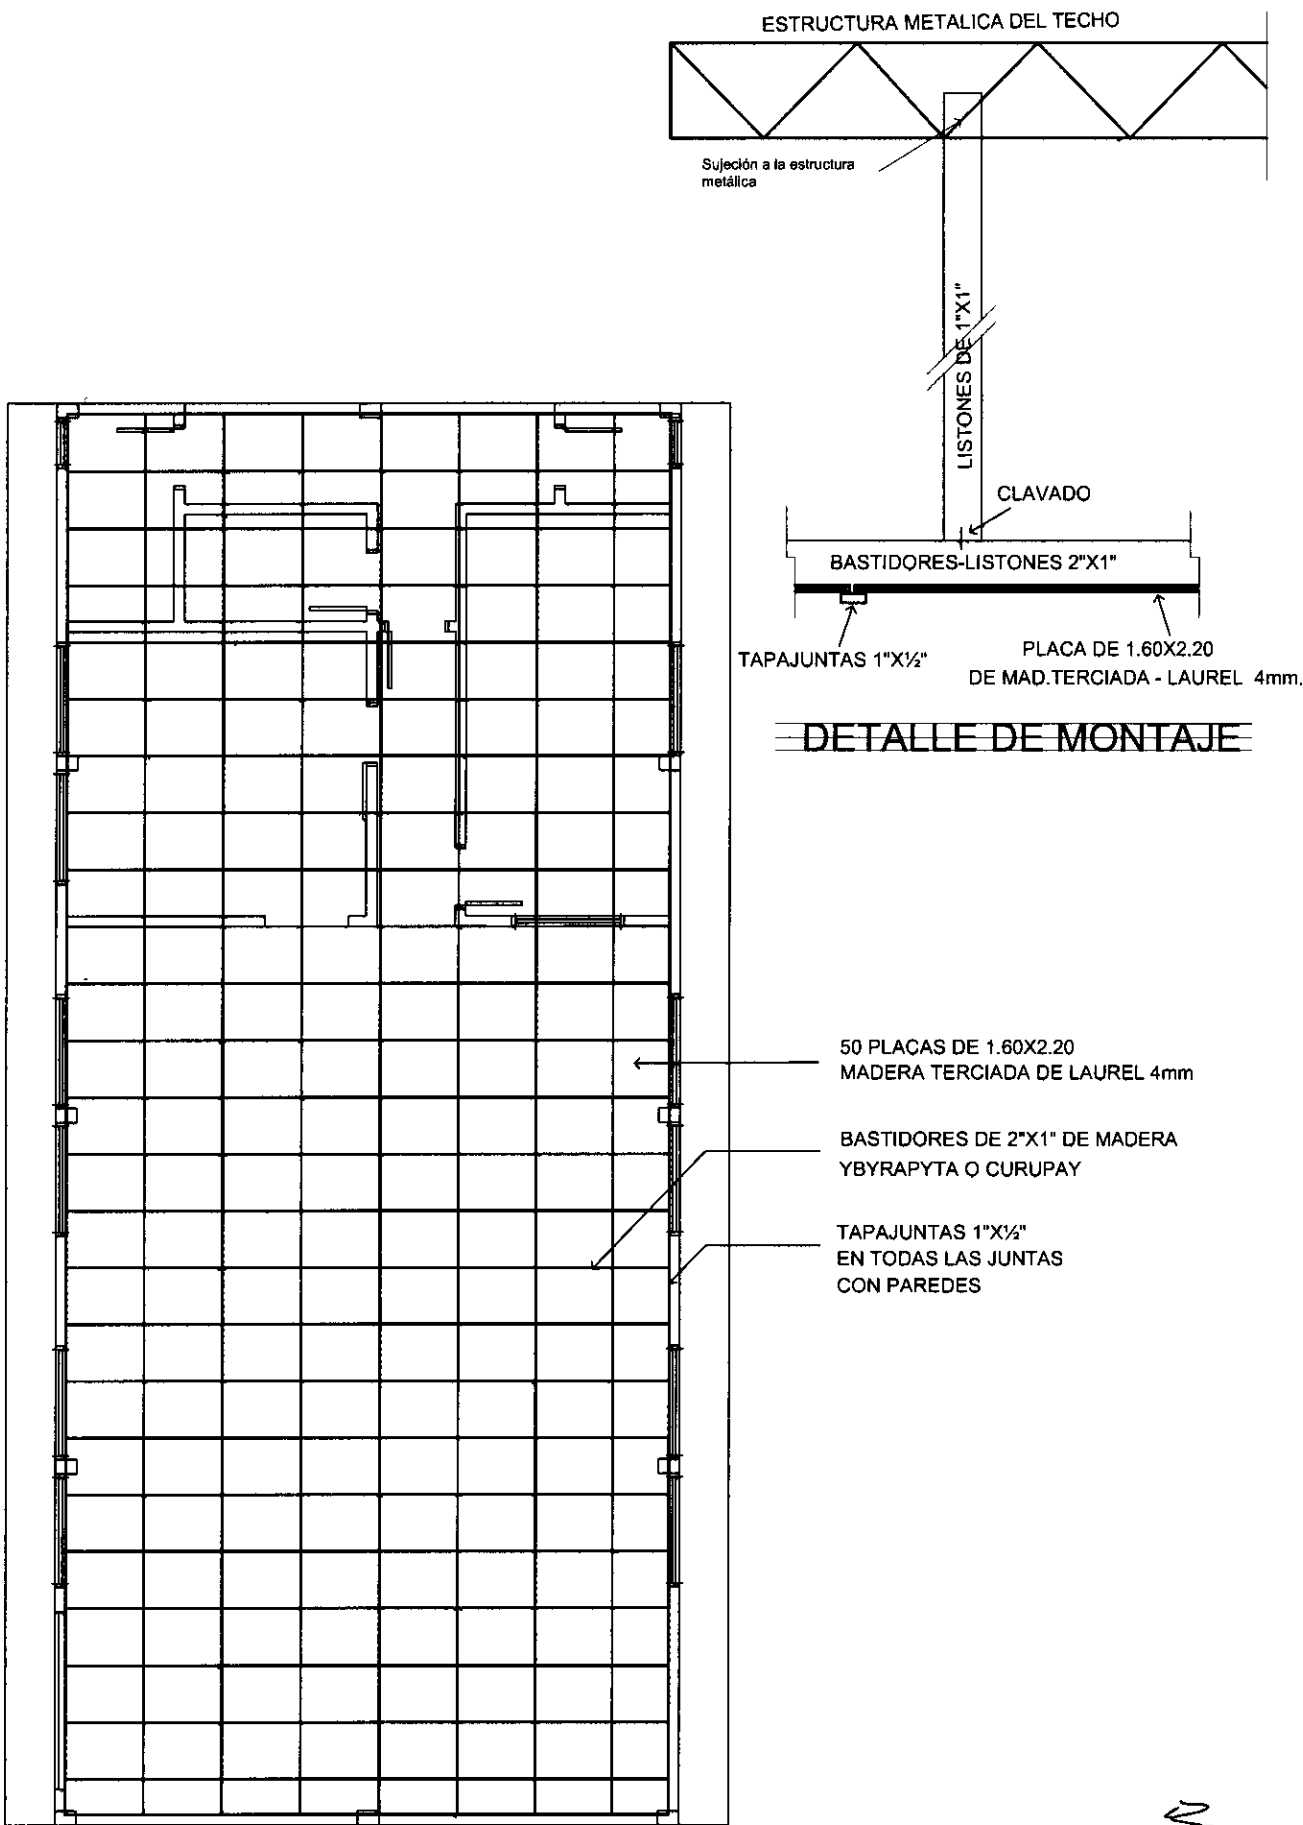 ESTRUCTURA METALICA DEL TECHO
Sujeción a la estructura
metálica
LISTONES DE 1"X1"
CLAVADO
BASTIDORES-LISTONES 2"X1"
TAPAJUNTAS 1"X½"
PLACA DE 1.60X2.20
DE MAD.TERCIADA - LAUREL 4mm.
DETALLE DE MONTAJE
50 PLACAS DE 1.60X2.20
MADERA TERCIADA DE LAUREL 4mm
BASTIDORES DE 2"X1" DE MADERA
YBYRAPYTA O CURUPAY
TAPAJUNTAS 1"X½"
EN TODAS LAS JUNTAS
CON PAREDES